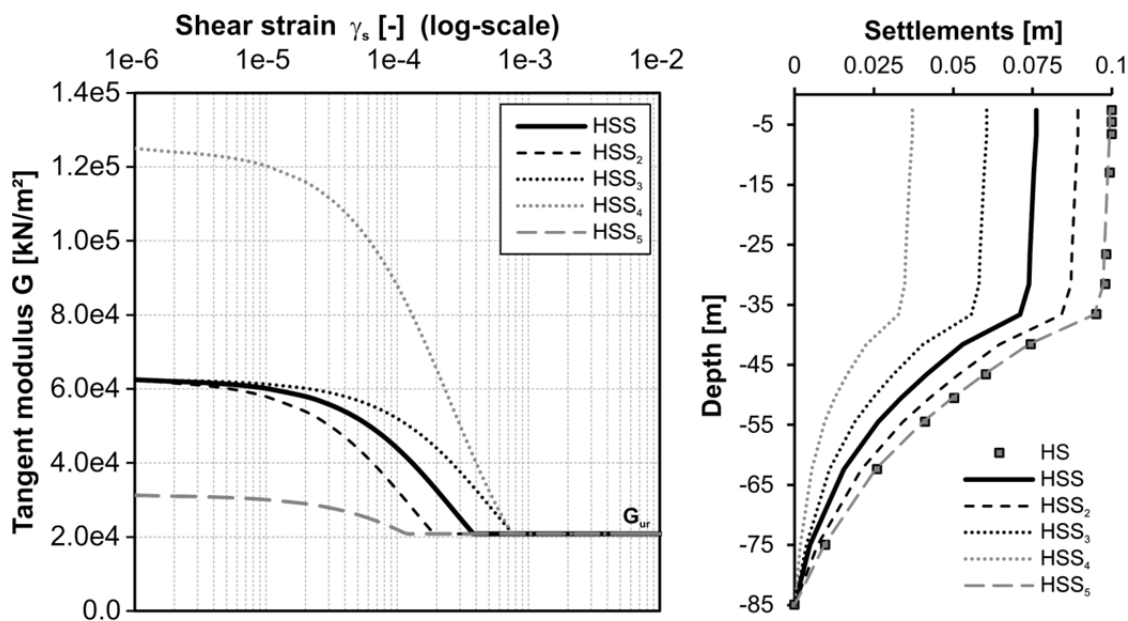 Shear strain γs [-] (log-scale)
1e-6 1e-5 1e-4 1e-3 1e-2
Tangent modulus G [kN/m²]
1.4e5
1.2e5
1.0e5
8.0e4
6.0e4
4.0e4
2.0e4
0.0
HSS
HSS2
HSS3
HSS4
HSS5
Gur
Settlements [m]
0 0.025 0.05 0.075 0.1
Depth [m]
-5
-15
-25
-35
-45
-55
-65
-75
-85
HS
HSS
HSS2
HSS3
HSS4
HSS5